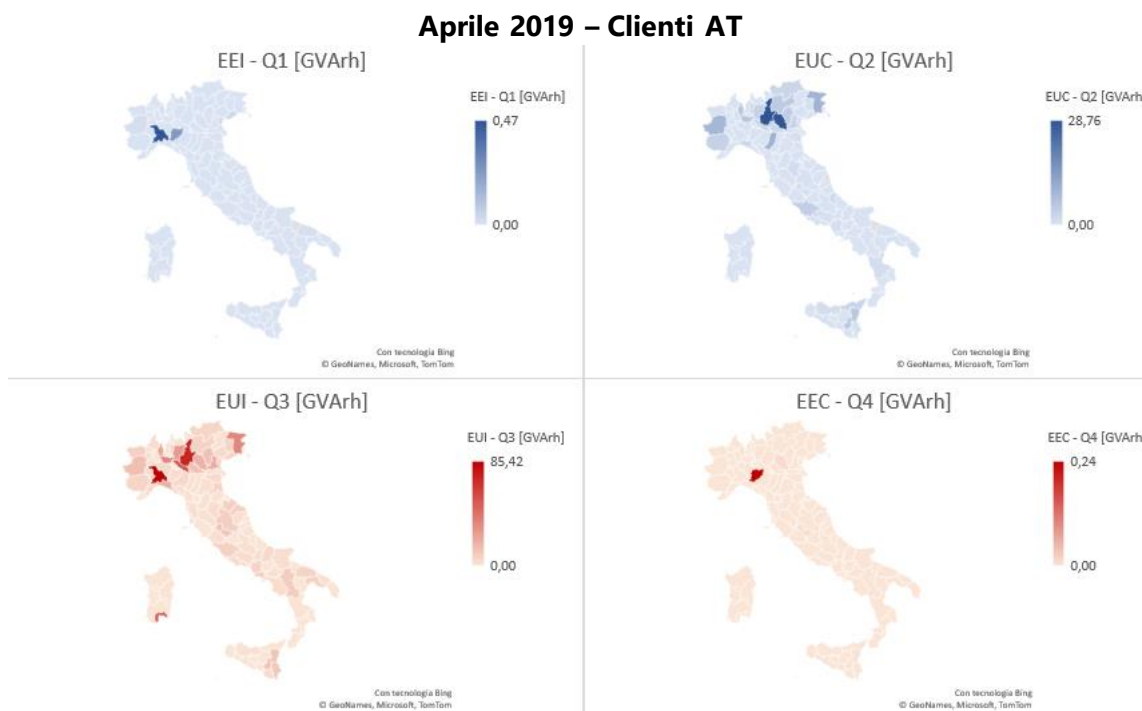 Aprile 2019 – Clienti AT
EEI - Q1 [GVArh]
EEI - Q1 [GVArh]
0,47
0,00
Con tecnologia Bing
© GeoNames, Microsoft, TomTom
EUC - Q2 [GVArh]
EUC - Q2 [GVArh]
28,76
0,00
Con tecnologia Bing
© GeoNames, Microsoft, TomTom
EUI - Q3 [GVArh]
EUI - Q3 [GVArh]
85,42
0,00
Con tecnologia Bing
© GeoNames, Microsoft, TomTom
EEC - Q4 [GVArh]
EEC - Q4 [GVArh]
0,24
0,00
Con tecnologia Bing
© GeoNames, Microsoft, TomTom